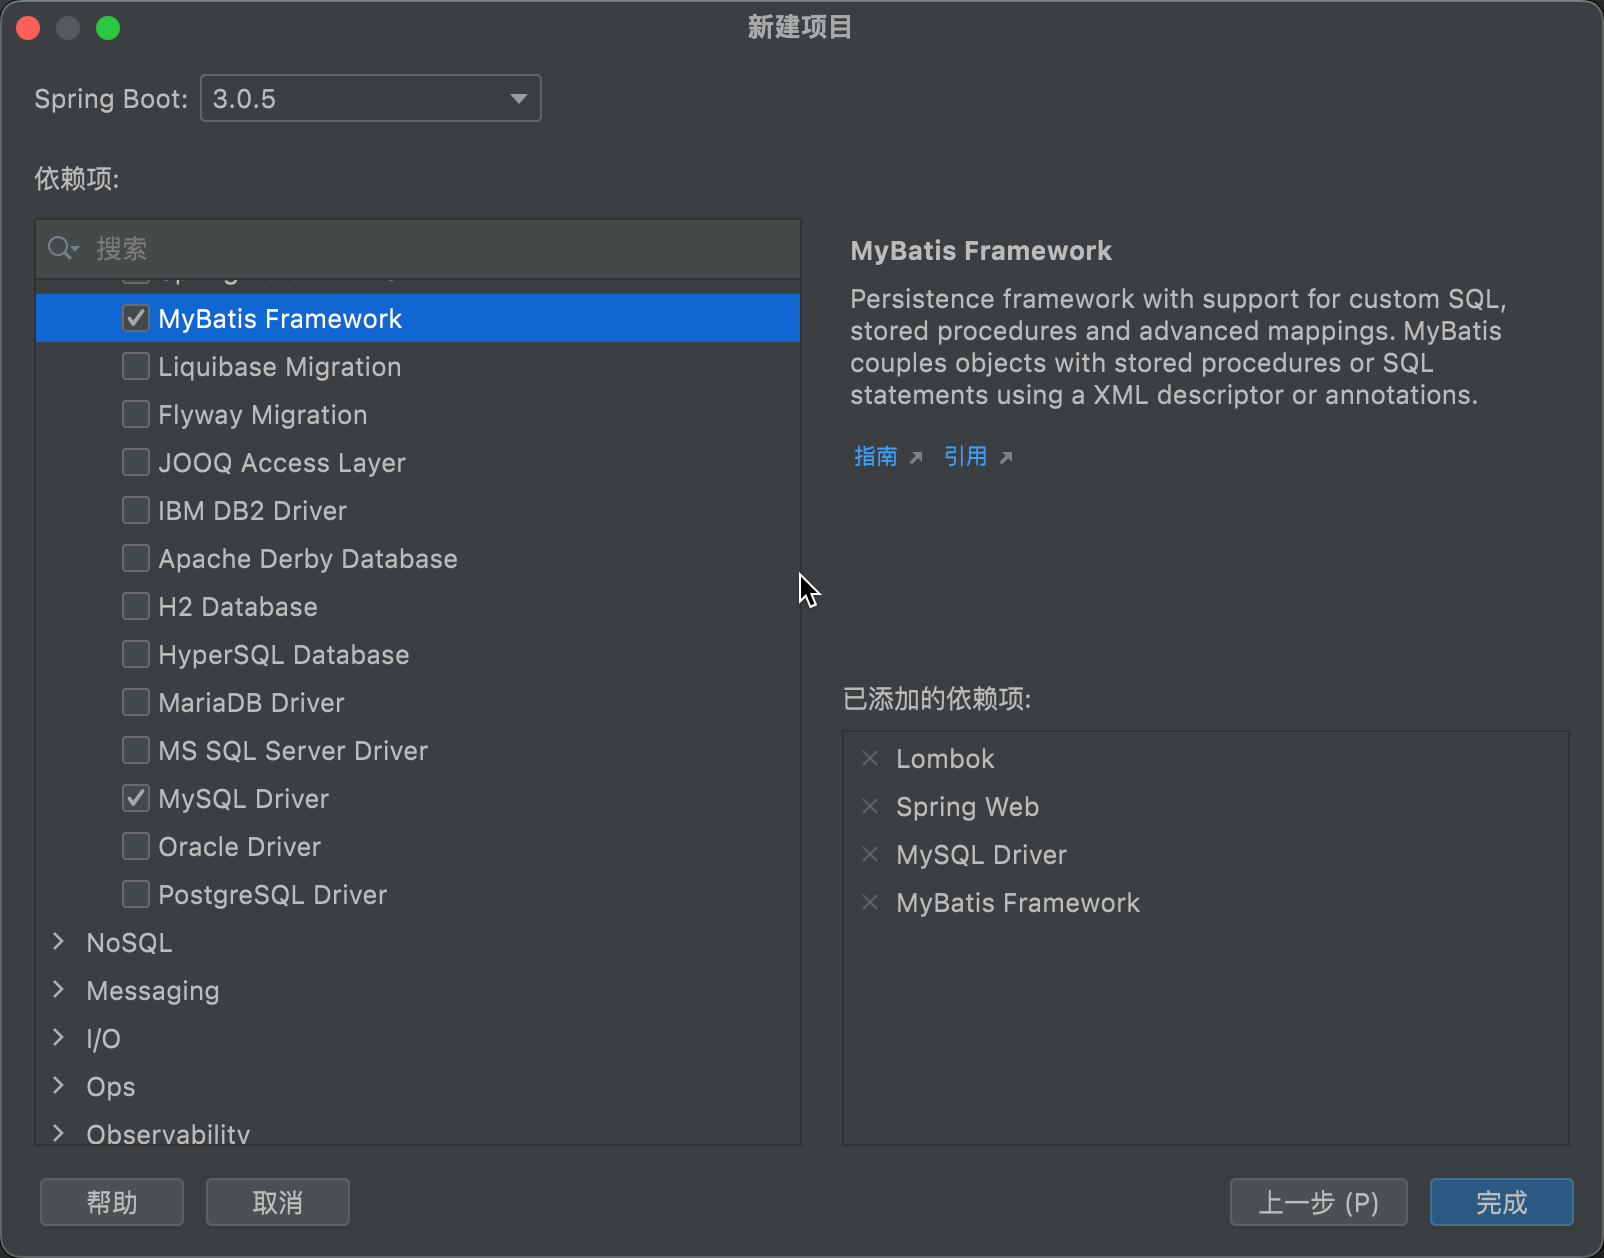 新建项目
Spring Boot:
3.0.5
依赖项:
搜索
MyBatis Framework
Liquibase Migration
Flyway Migration
JOOQ Access Layer
IBM DB2 Driver
Apache Derby Database
H2 Database
HyperSQL Database
MariaDB Driver
MS SQL Server Driver
MySQL Driver
Oracle Driver
PostgreSQL Driver
NoSQL
Messaging
I/O
Ops
Observability
MyBatis Framework
Persistence framework with support for custom SQL,
stored procedures and advanced mappings. MyBatis
couples objects with stored procedures or SQL
statements using a XML descriptor or annotations.
指南 引用
已添加的依赖项:
Lombok
Spring Web
MySQL Driver
MyBatis Framework
帮助
取消
上一步 (P)
完成